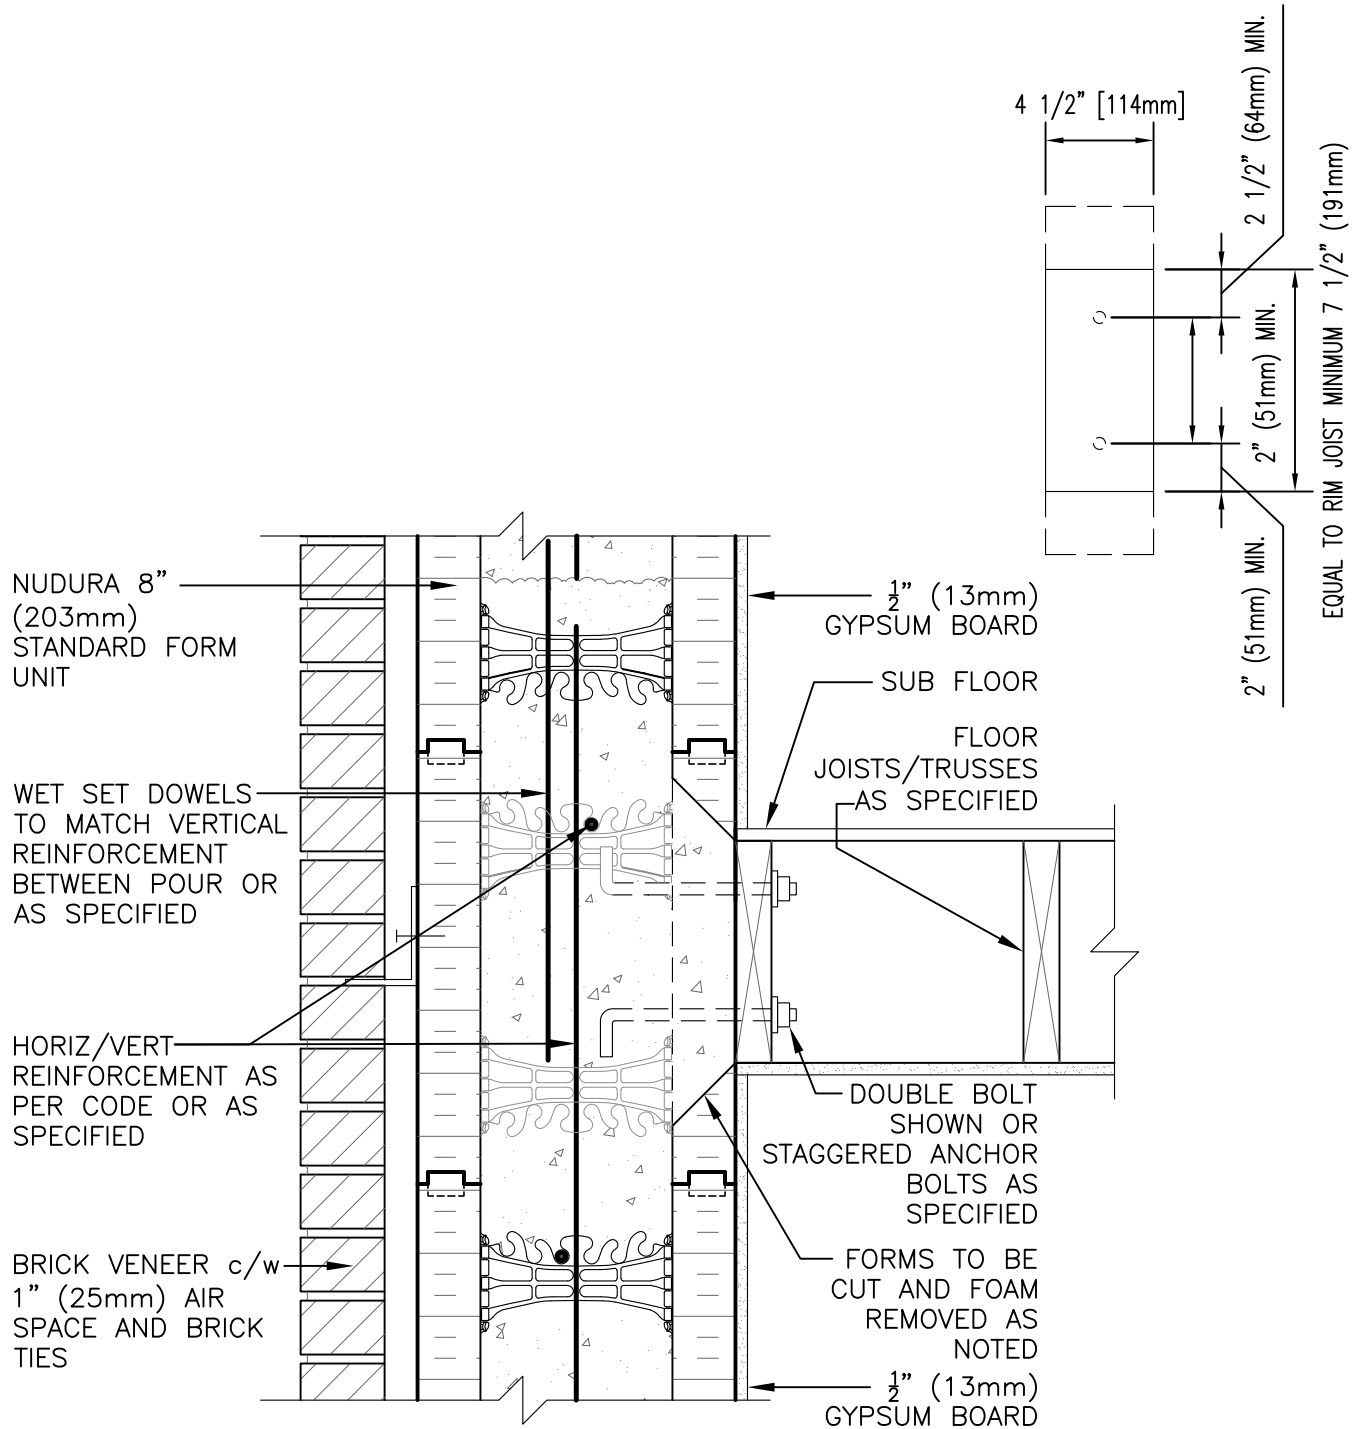 4 1/2" [114mm]
2 1/2" (64mm) MIN.
2" (51mm) MIN.
2" (51mm) MIN.
EQUAL TO RIM JOIST MINIMUM 7 1/2" (191mm)
NUDURA 8"
(203mm)
STANDARD FORM
UNIT
WET SET DOWELS
TO MATCH VERTICAL
REINFORCEMENT
BETWEEN POUR OR
AS SPECIFIED
HORIZ/VERT
REINFORCEMENT AS
PER CODE OR AS
SPECIFIED
BRICK VENEER c/w
1" (25mm) AIR
SPACE AND BRICK
TIES
1/2" (13mm)
GYPSUM BOARD
SUB FLOOR
FLOOR
JOISTS/TRUSSES
AS SPECIFIED
DOUBLE BOLT
SHOWN OR
STAGGERED ANCHOR
BOLTS AS
SPECIFIED
FORMS TO BE
CUT AND FOAM
REMOVED AS
NOTED
1/2" (13mm)
GYPSUM BOARD